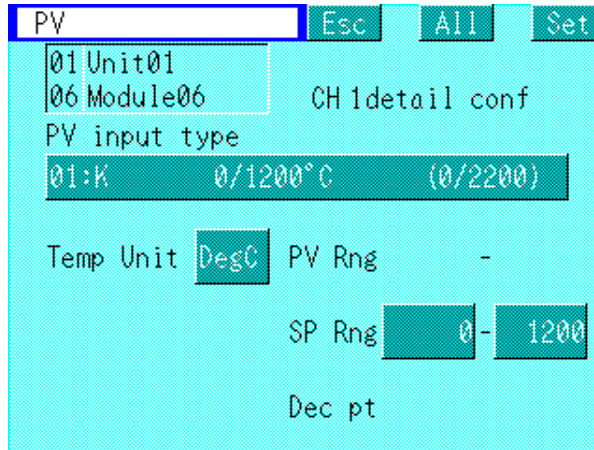 PV Esc All Set
01 Unit01
06 Module06 CH 1detail conf
PV input type
01:K 0/1200°C (0/2200)
Temp Unit DegC PV Rng -
SP Rng 0 - 1200
Dec pt